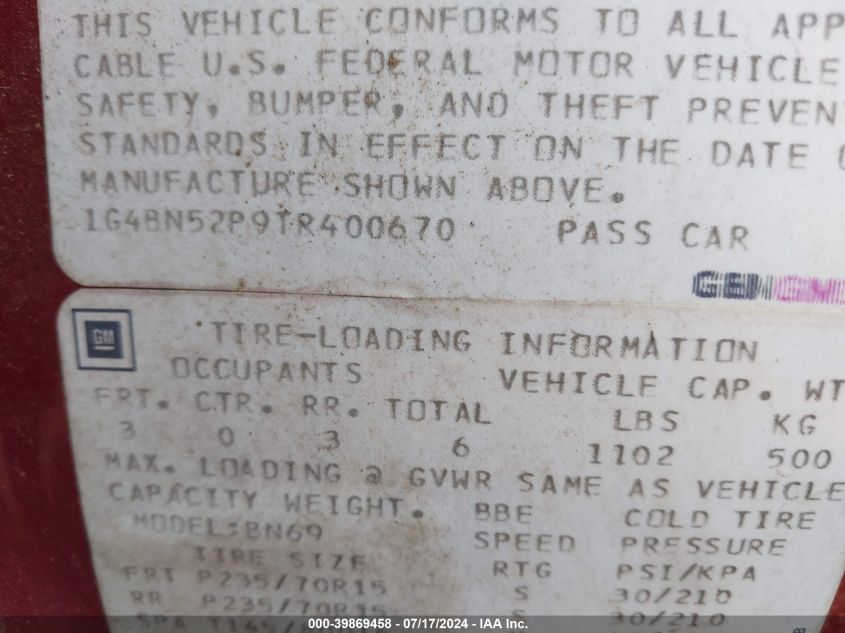 THIS VEHICLE CONFORMS TO ALL APP
CABLE U.S. FEDERAL MOTOR VEHICLE
SAFETY, BUMPER, AND THEFT PREVEN
STANDARDS IN EFFECT ON THE DATE
MANUFACTURE SHOWN ABOVE.
1G4BN52P9TR400670 PASS CAR
GM
TIRE-LOADING INFORMATION
OCCUPANTS VEHICLE CAP. WT
FRT. CTR. RR. TOTAL LBS KG
3 0 3 6 1102 500
MAX. LOADING @ GVWR SAME AS VEHICLE
CAPACITY WEIGHT. BBE COLD TIRE
MODEL:BN69 SPEED PRESSURE
TIRE SIZE RTG PSI/KPA
FRT P235/70R15 S 30/210
RR P235/70R15 S 30/210
SPA
000-39869458 - 07/17/2024 - IAA Inc.